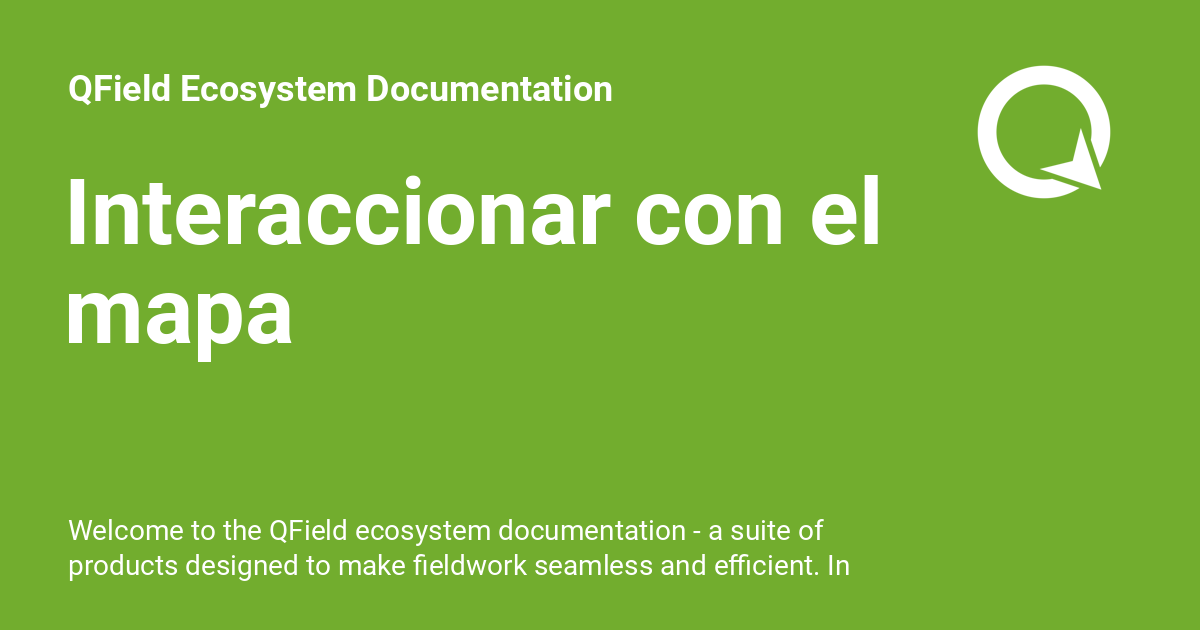 QField Ecosystem Documentation
Interaccionar con el
mapa
Welcome to the QField ecosystem documentation - a suite of
products designed to make fieldwork seamless and efficient. In